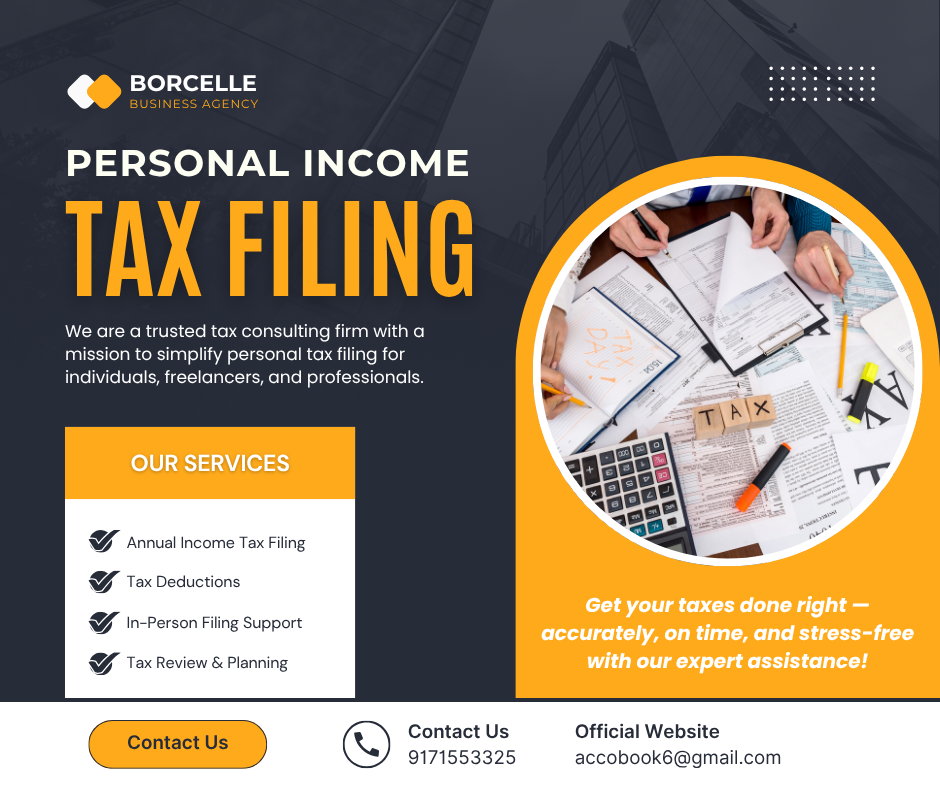 BORCELLE
BUSINESS AGENCY
PERSONAL INCOME
TAX FILING
We are a trusted tax consulting firm with a
mission to simplify personal tax filing for
individuals, freelancers, and professionals.
OUR SERVICES
Annual Income Tax Filing
Tax Deductions
In-Person Filing Support
Tax Review & Planning
TAX
DAY!
TAX
Get your taxes done right —
accurately, on time, and stress-free
with our expert assistance!
Contact Us
Contact Us
9171553325
Official Website
accobook6@gmail.com